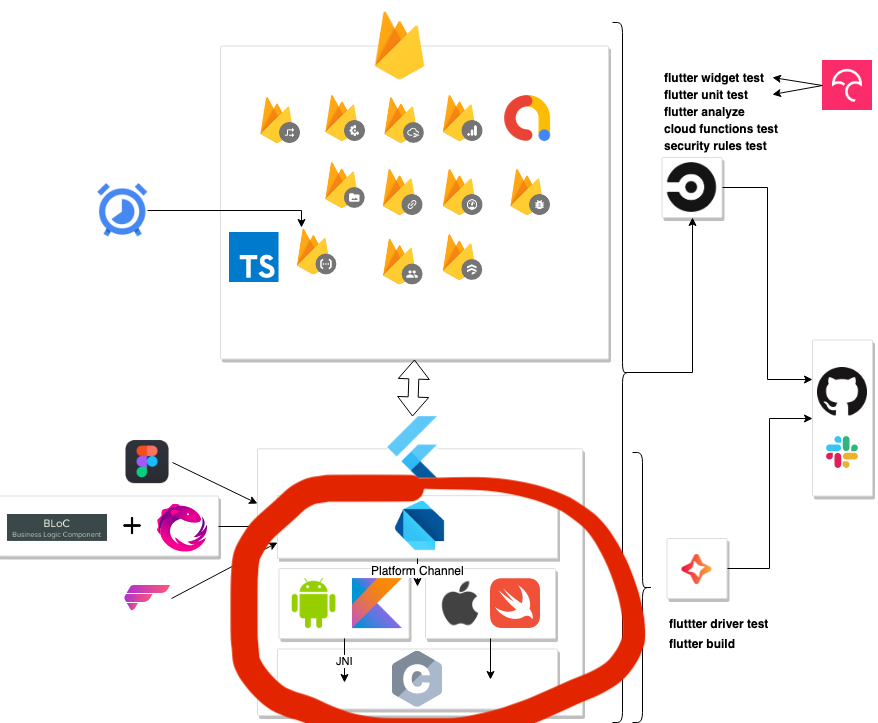 flutter widget test
flutter unit test
flutter analyze
cloud functions test
security rules test
TS
BLoC
Business Logic Component
+
Platform Channel
JNI
C
fluttter driver test
flutter build